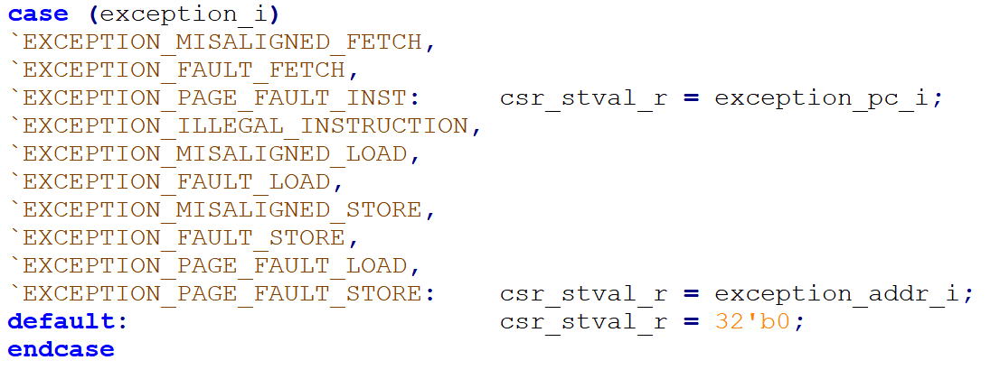 case (exception_i)
`EXCEPTION_MISALIGNED_FETCH,
`EXCEPTION_FAULT_FETCH,
`EXCEPTION_PAGE_FAULT_INST:     csr_stval_r = exception_pc_i;
`EXCEPTION_ILLEGAL_INSTRUCTION,
`EXCEPTION_MISALIGNED_LOAD,
`EXCEPTION_FAULT_LOAD,
`EXCEPTION_MISALIGNED_STORE,
`EXCEPTION_FAULT_STORE,
`EXCEPTION_PAGE_FAULT_LOAD,
`EXCEPTION_PAGE_FAULT_STORE:    csr_stval_r = exception_addr_i;
default:                        csr_stval_r = 32'b0;
endcase